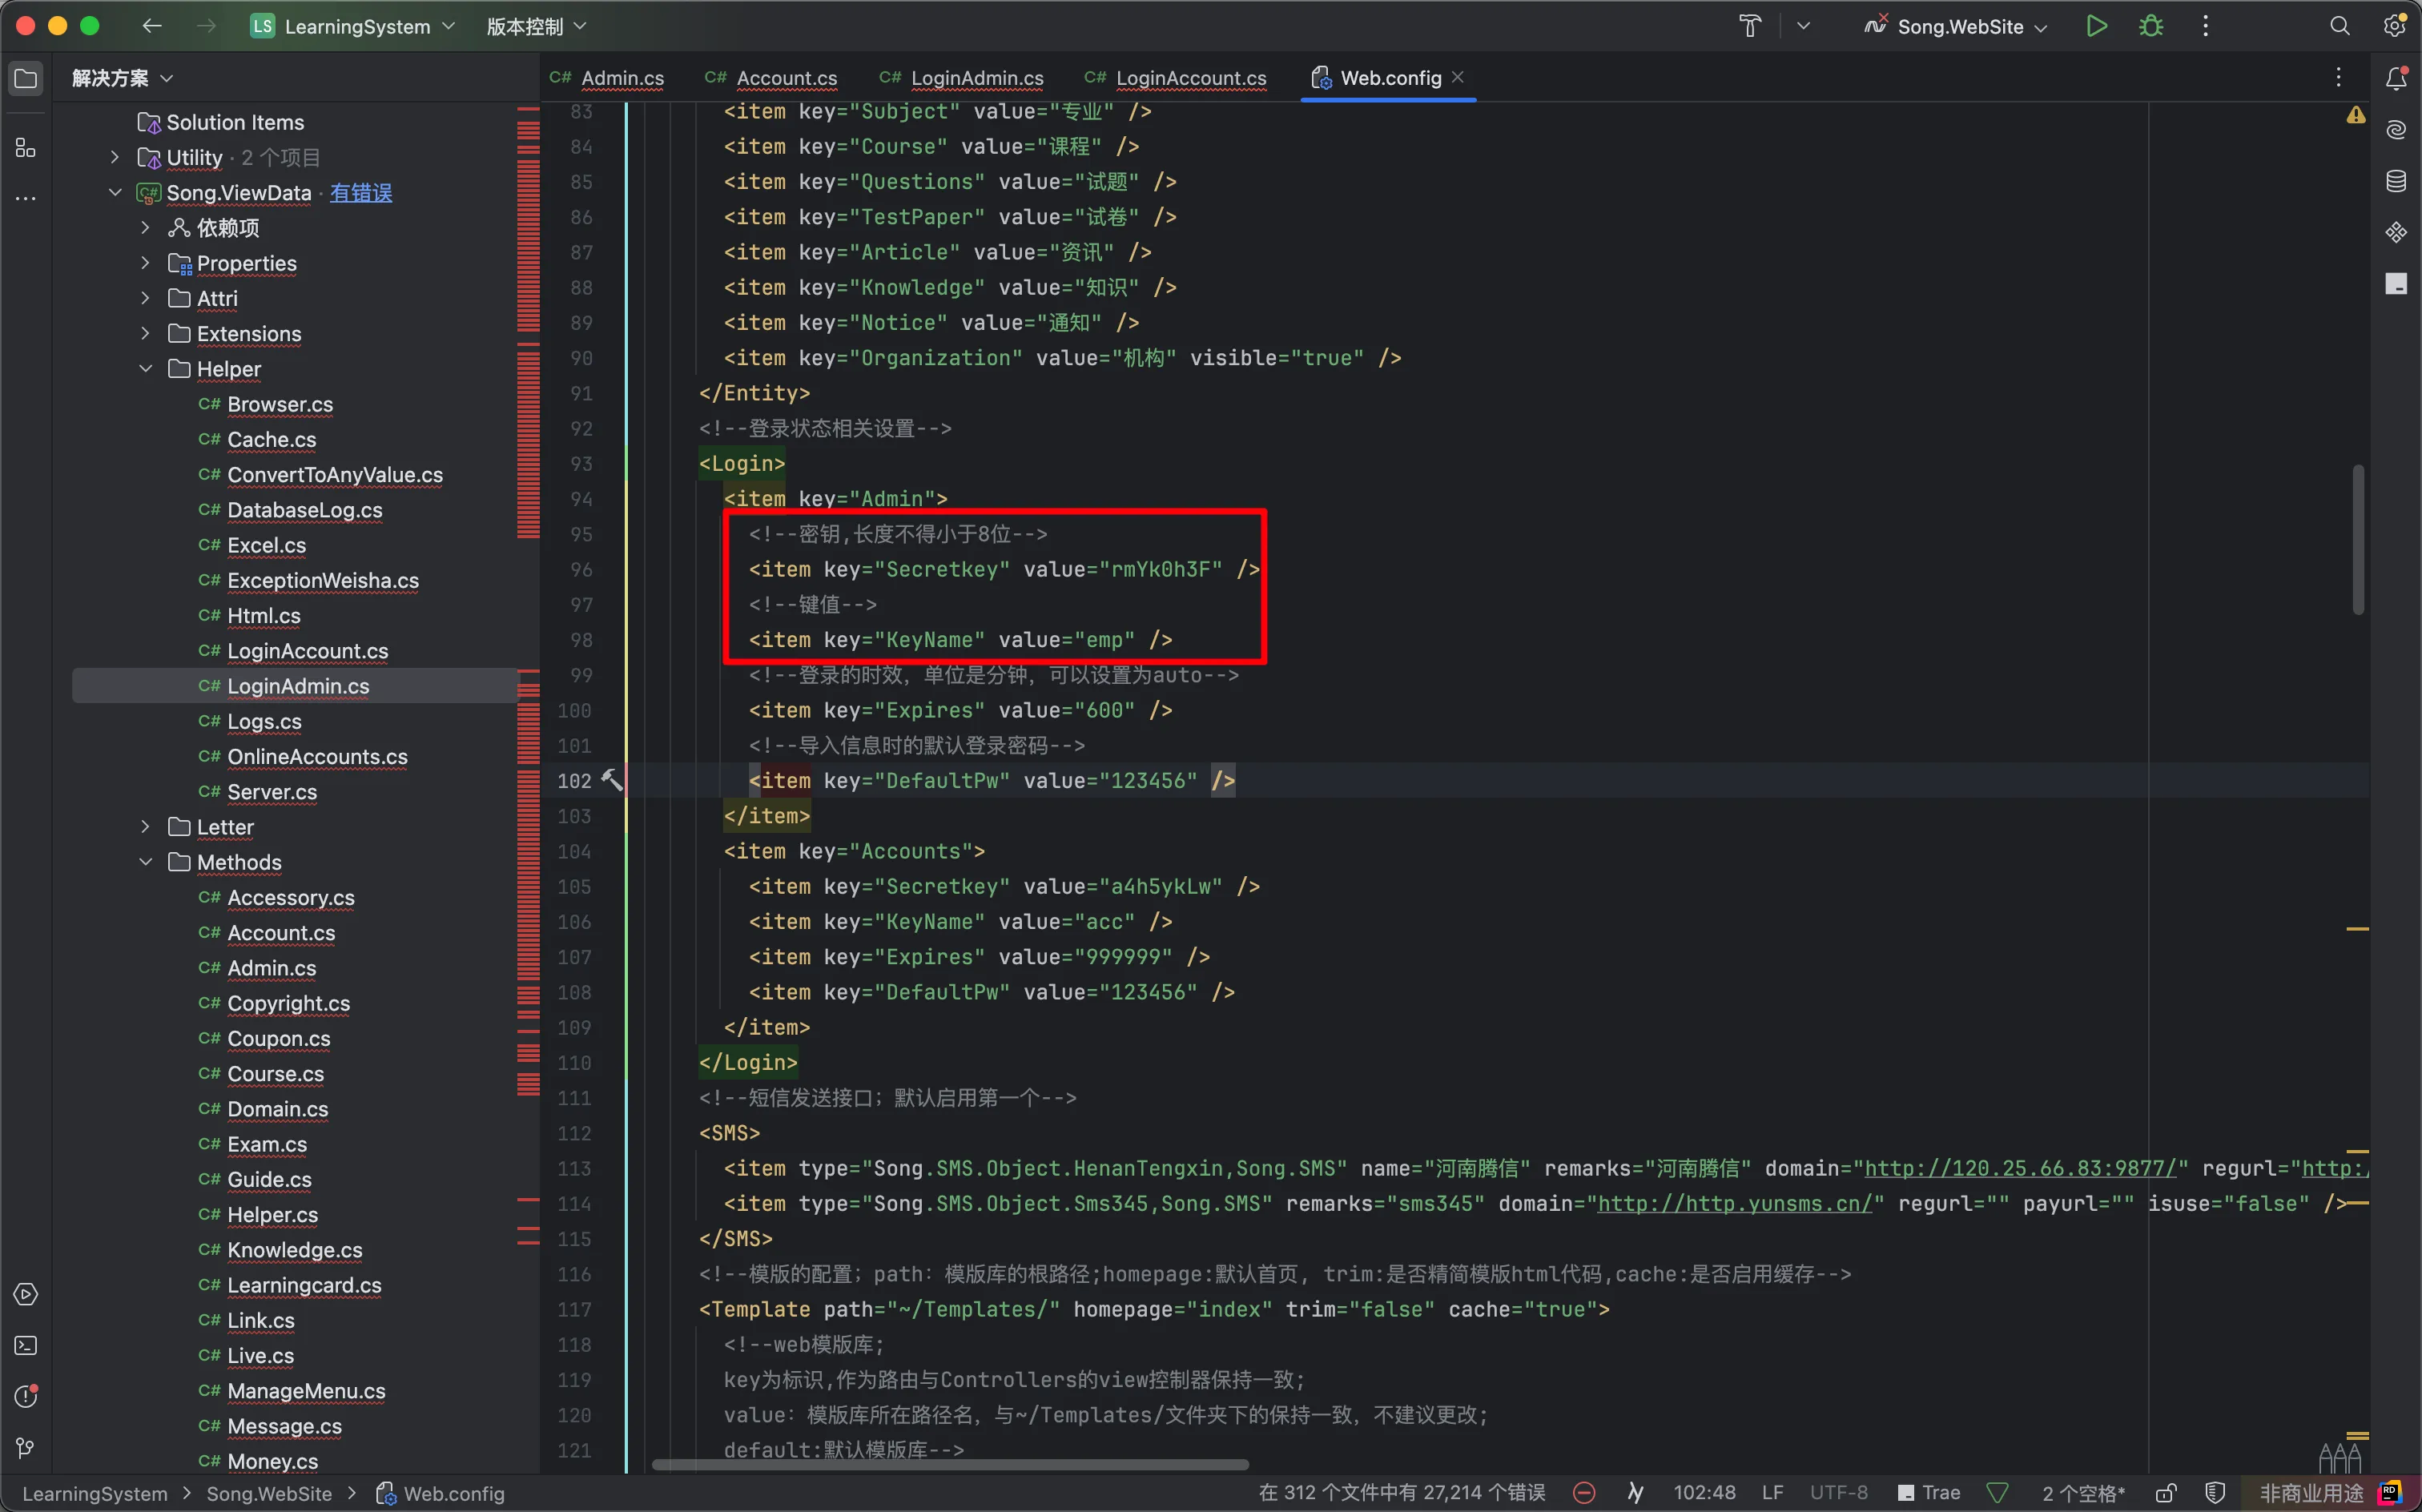 LS LearningSystem 版本控制 Song.WebSite
解决方案
C# Admin.cs C# Account.cs C# LoginAdmin.cs C# LoginAccount.cs Web.config
Solution Items
Utility · 2 个项目
Song.ViewData · 有错误
依赖项
Properties
Attri
Extensions
Helper
C# Browser.cs
C# Cache.cs
C# ConvertToAnyValue.cs
C# DatabaseLog.cs
C# Excel.cs
C# ExceptionWeisha.cs
C# Html.cs
C# LoginAccount.cs
C# LoginAdmin.cs
C# Logs.cs
C# OnlineAccounts.cs
C# Server.cs
Letter
Methods
C# Accessory.cs
C# Account.cs
C# Admin.cs
C# Copyright.cs
C# Coupon.cs
C# Course.cs
C# Domain.cs
C# Exam.cs
C# Guide.cs
C# Helper.cs
C# Knowledge.cs
C# Learningcard.cs
C# Link.cs
C# Live.cs
C# ManageMenu.cs
C# Message.cs
C# Money.cs
83 <item key="Subject" value="专业" />
84 <item key="Course" value="课程" />
85 <item key="Questions" value="试题" />
86 <item key="TestPaper" value="试卷" />
87 <item key="Article" value="资讯" />
88 <item key="Knowledge" value="知识" />
89 <item key="Notice" value="通知" />
90 <item key="Organization" value="机构" visible="true" />
91 </Entity>
92 <!--登录状态相关设置-->
93 <Login>
94 <item key="Admin">
95 <!--密钥,长度不得小于8位-->
96 <item key="Secretkey" value="rmYk0h3F" />
97 <!--键值-->
98 <item key="KeyName" value="emp" />
99 <!--登录的时效，单位是分钟，可以设置为auto-->
100 <item key="Expires" value="600" />
101 <!--导入信息时的默认登录密码-->
102 <item key="DefaultPw" value="123456" />
103 </item>
104 <item key="Accounts">
105 <item key="Secretkey" value="a4h5ykLw" />
106 <item key="KeyName" value="acc" />
107 <item key="Expires" value="999999" />
108 <item key="DefaultPw" value="123456" />
109 </item>
110 </Login>
111 <!--短信发送接口；默认启用第一个-->
112 <SMS>
113 <item type="Song.SMS.Object.HenanTengxin,Song.SMS" name="河南腾信" remarks="河南腾信" domain="http://120.25.66.83:9877/" regurl="http:/
114 <item type="Song.SMS.Object.Sms345,Song.SMS" remarks="sms345" domain="http://http.yunsms.cn/" regurl="" payurl="" isuse="false" />
115 </SMS>
116 <!--模版的配置；path：模版库的根路径;homepage:默认首页, trim:是否精简模版html代码,cache:是否启用缓存-->
117 <Template path="~/Templates/" homepage="index" trim="false" cache="true">
118 <!--web模版库;
119 key为标识,作为路由与Controllers的view控制器保持一致;
120 value：模版库所在路径名，与~/Templates/文件夹下的保持一致，不建议更改;
121 default:默认模版库-->
LearningSystem > Song.WebSite > Web.config 在 312 个文件中有 27,214 个错误 102:48 LF UTF-8 Trae 2 个空格* 非商业用途 RD